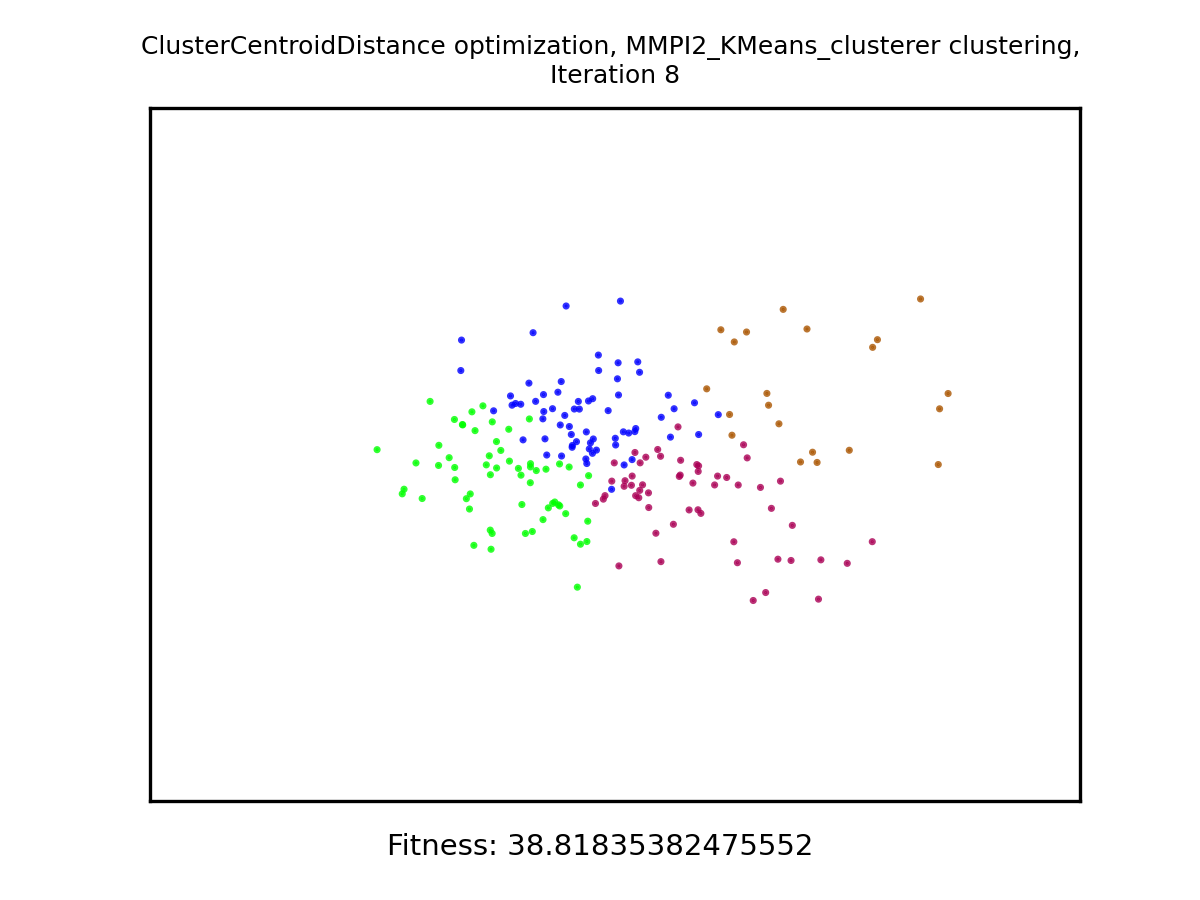 ClusterCentroidDistance optimization, MMPI2_KMeans_clusterer clustering,
Iteration 8
Fitness: 38.81835382475552